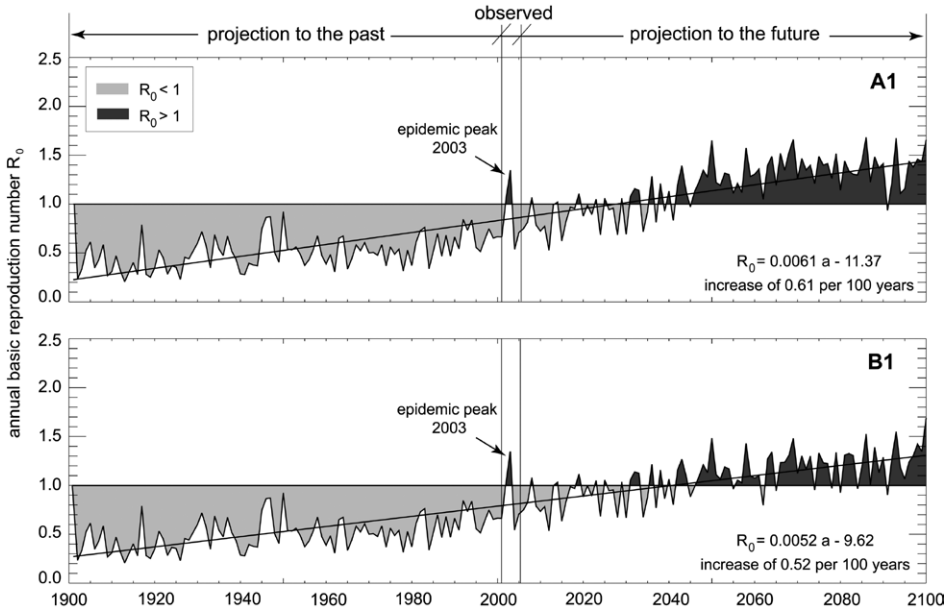 observed
projection to the past
projection to the future
annual basic reproduction number R₀
2.5
2.0
1.5
1.0
0.5
0.0
R₀ < 1
R₀ > 1
A1
epidemic peak
2003
R₀ = 0.0061 a - 11.37
increase of 0.61 per 100 years
2.5
2.0
1.5
1.0
0.5
0.0
B1
epidemic peak
2003
R₀ = 0.0052 a - 9.62
increase of 0.52 per 100 years
1900 1920 1940 1960 1980 2000 2020 2040 2060 2080 2100